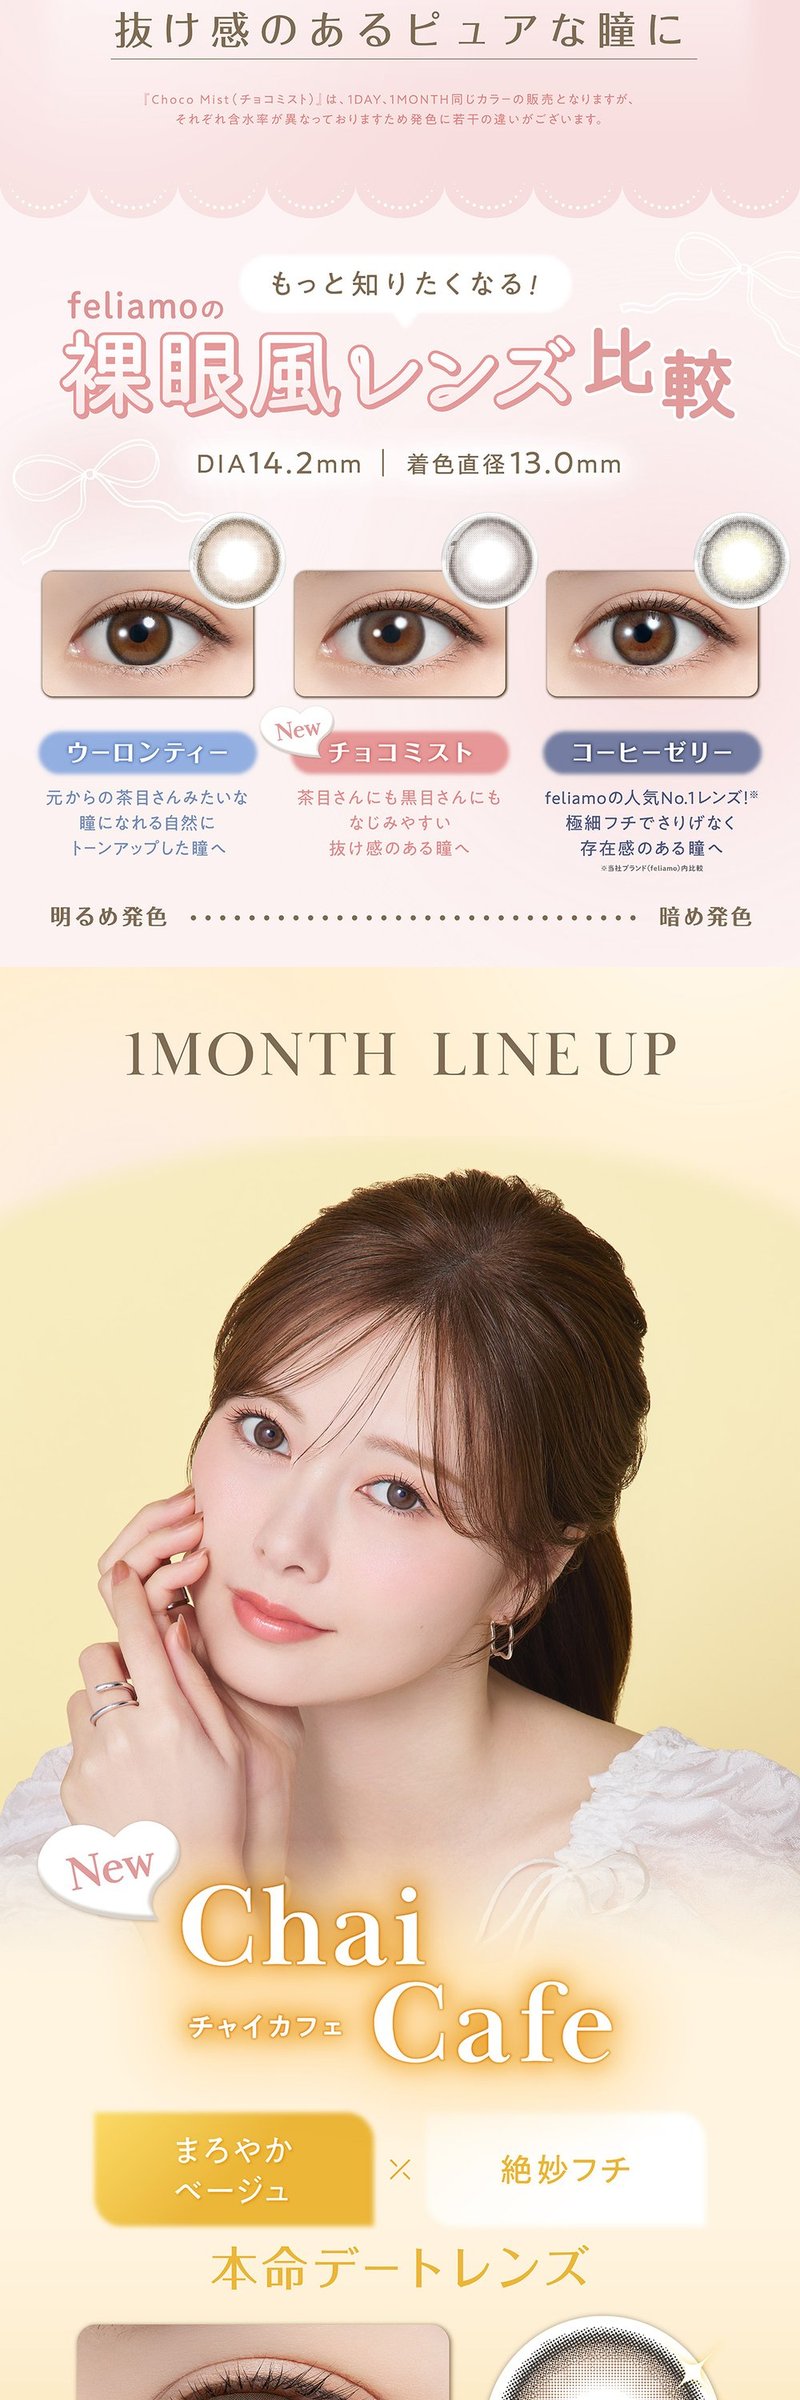 抜け感のあるピュアな瞳に
『Choco Mist(チョコミスト)』は、1DAY、1MONTH同じカラーの販売となりますが、
それぞれ含水率が異なっておりますため発色に若干の違いがございます。
もっと知りたくなる!
feliamoの
裸眼風レンズ比較
DIA14.2mm | 着色直径13.0mm
ウーロンティー
元からの茶目さんみたいな
瞳になれる自然に
トーンアップした瞳へ
New
チョコミスト
茶目さんにも黒目さんにも
なじみやすい
抜け感のある瞳へ
コーヒーゼリー
feliamoの人気No.1レンズ!※
極細フチでさりげなく
存在感のある瞳へ
※当社ブランド(feliamo)内比較
明るめ発色 暗め発色
1MONTH LINE UP
New
Chai
チャイカフェ Cafe
まろやか
ベージュ
×
絶妙フチ
本命デートレンズ